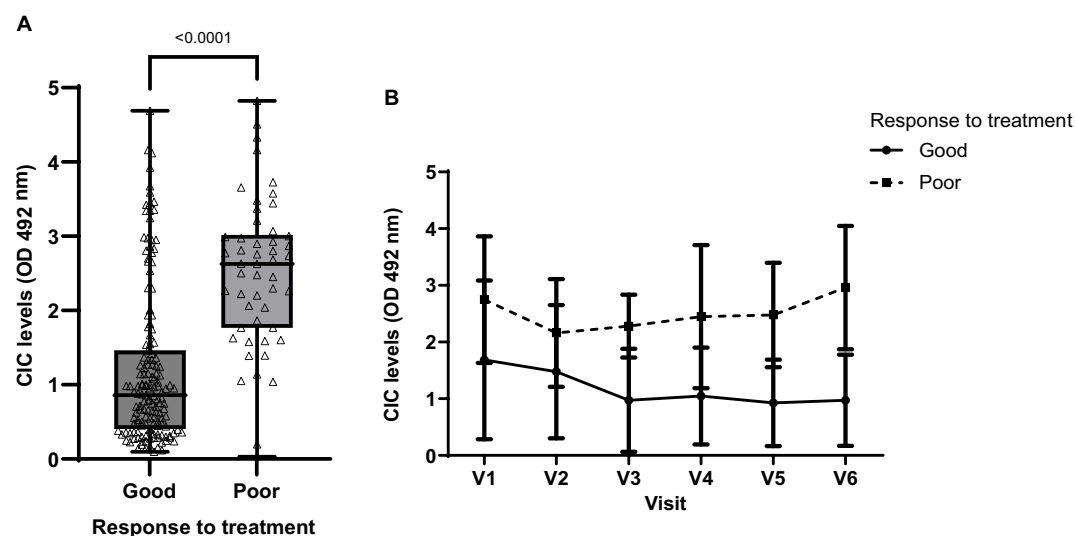 A
<0.0001
5
4
3
2
1
0
CIC levels (OD 492 nm)
Good
Poor
Response to treatment
B
Response to treatment
Good
Poor
5
4
3
2
1
0
CIC levels (OD 492 nm)
V1 V2 V3 V4 V5 V6
Visit